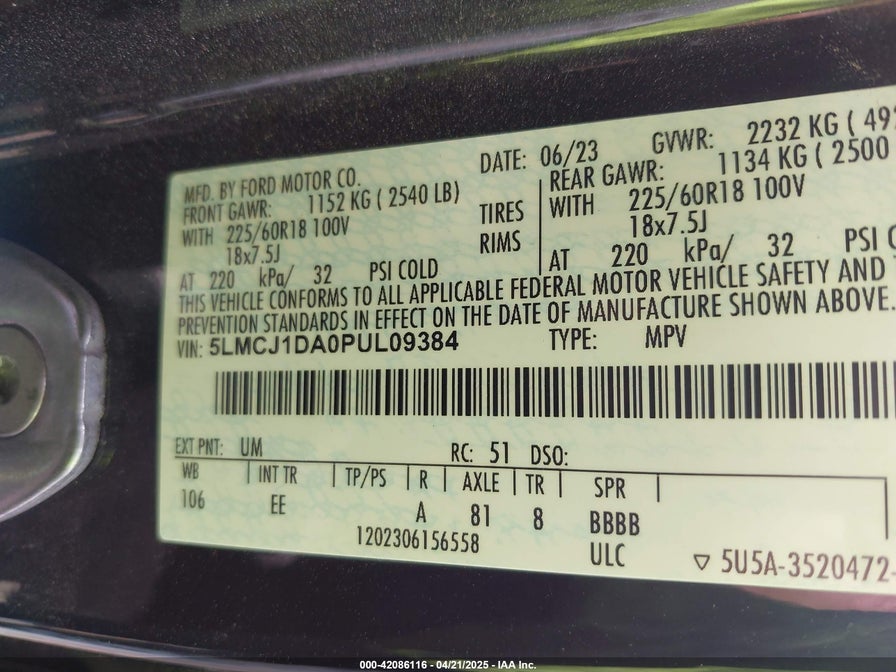 MFD. BY FORD MOTOR CO.
DATE: 06/23
GVWR: 2232 KG ( 49
FRONT GAWR: 1152 KG ( 2540 LB)
REAR GAWR: 1134 KG ( 2500
WITH 225/60R18 100V
TIRES
WITH 225/60R18 100V
18x7.5J
RIMS
18x7.5J
AT 220 kPa/ 32 PSI COLD
AT 220 kPa/ 32 PSI C
THIS VEHICLE CONFORMS TO ALL APPLICABLE FEDERAL MOTOR VEHICLE SAFETY AND
PREVENTION STANDARDS IN EFFECT ON THE DATE OF MANUFACTURE SHOWN ABOVE.
VIN: 5LMCJ1DA0PUL09384 TYPE: MPV
EXT PNT: UM RC: 51 DSO:
WB | INT TR | TP/PS | R | AXLE | TR | SPR |
106 EE A 81 8 BBBB
1202306156558 ULC ▽ 5U5A-3520472-
000-42086116 - 04/21/2025 - IAA Inc.